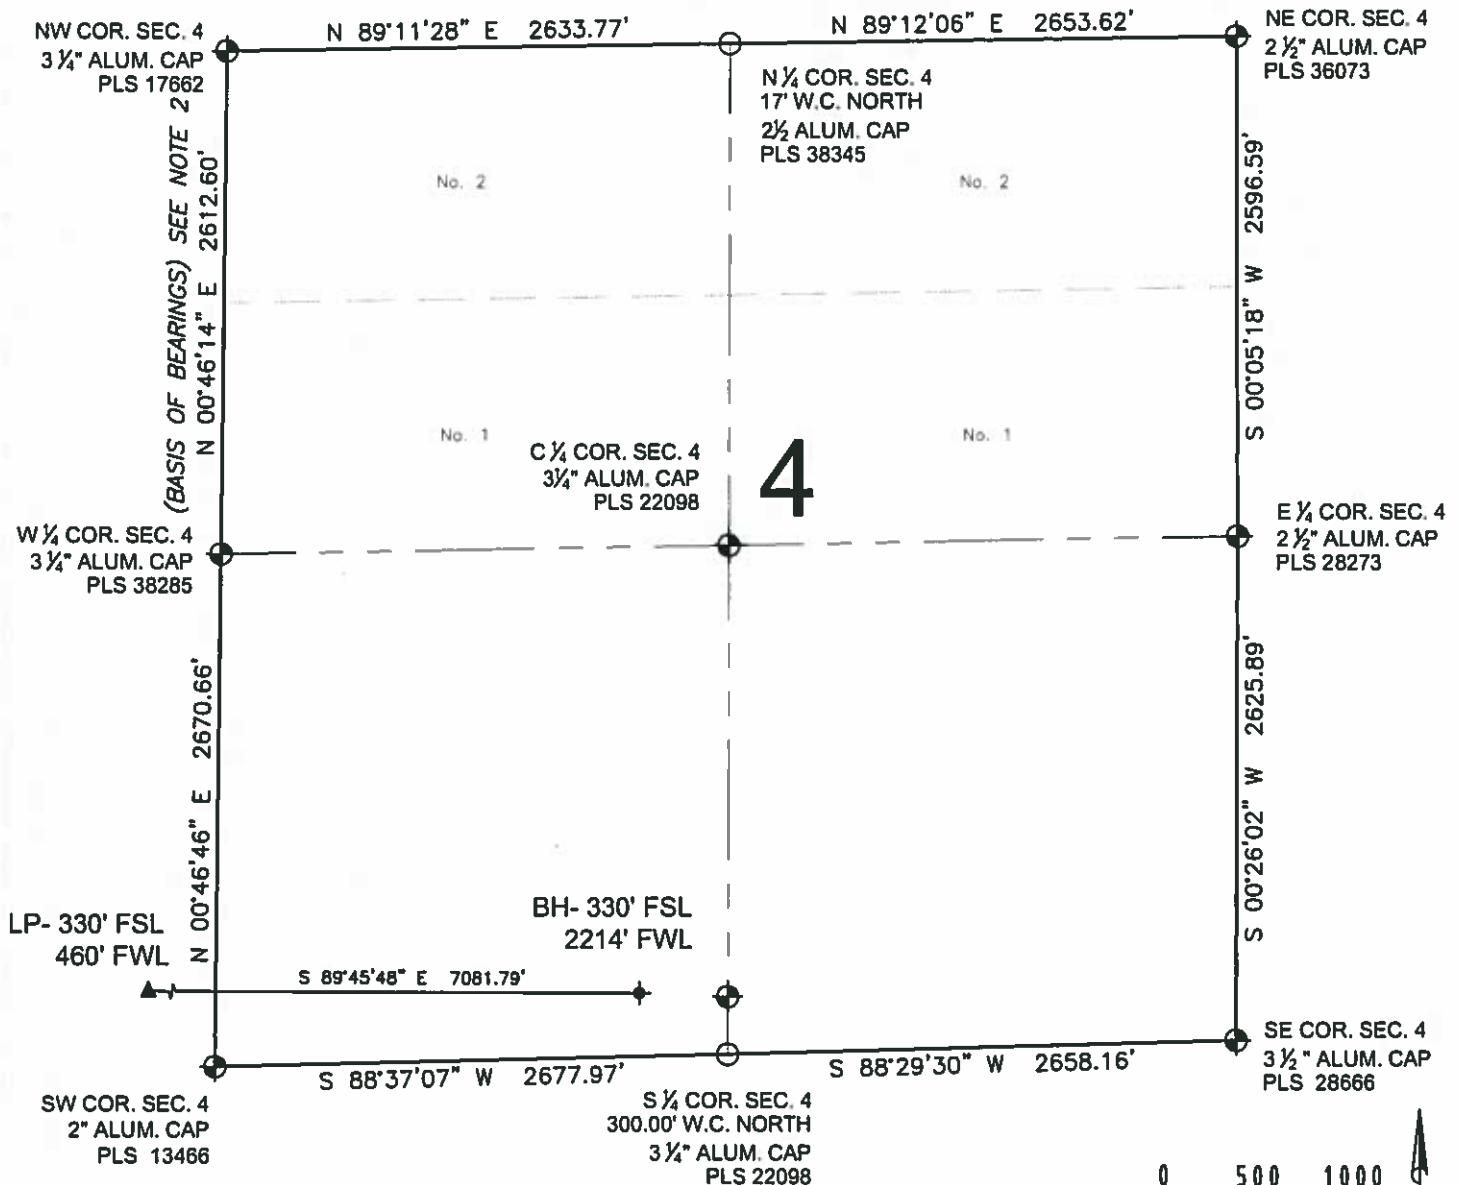 N 89°11'28" E 2633.77'
N 89°12'06" E 2653.62'
NW COR. SEC. 4
3 ¼" ALUM. CAP
PLS 17662
NE COR. SEC. 4
2 ½" ALUM. CAP
PLS 36073
N ¼ COR. SEC. 4
17' W.C. NORTH
2½ ALUM. CAP
PLS 38345
(BASIS OF BEARINGS) SEE NOTE 2
N 00°46'14" E 2612.60'
No. 2
No. 2
S 00°05'18" W 2596.59'
No. 1
No. 1
C ¼ COR. SEC. 4
3¼" ALUM. CAP
PLS 22098
4
W ¼ COR. SEC. 4
3 ¼" ALUM. CAP
PLS 38285
E ¼ COR. SEC. 4
2 ½" ALUM. CAP
PLS 28273
N 00°46'46" E 2670.66'
S 00°26'02" W 2625.89'
LP- 330' FSL
460' FWL
BH- 330' FSL
2214' FWL
S 89°45'48" E 7081.79'
S 88°37'07" W 2677.97'
S 88°29'30" W 2658.16'
SE COR. SEC. 4
3 ½" ALUM. CAP
PLS 28666
SW COR. SEC. 4
2" ALUM. CAP
PLS 13466
S ¼ COR. SEC. 4
300.00' W.C. NORTH
3 ¼" ALUM. CAP
PLS 22098
0 500 1000